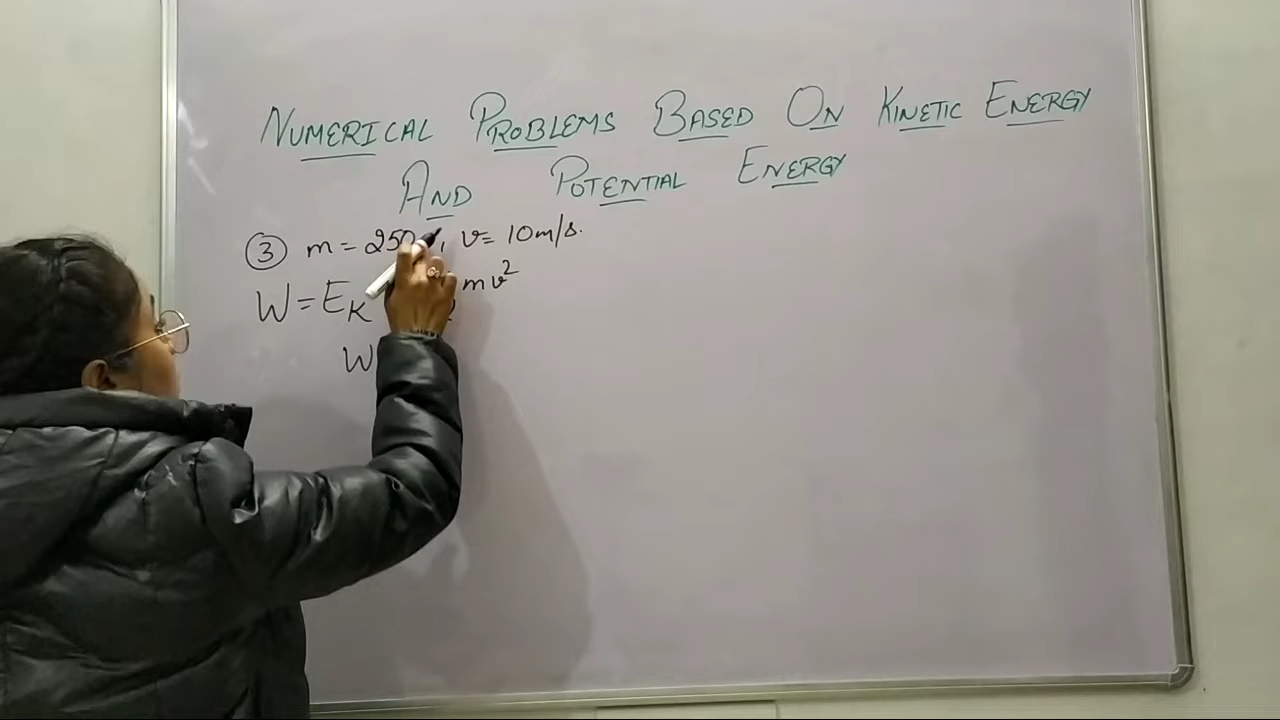 NUMERICAL PROBLEMS BASED ON KINETIC ENERGY
AND POTENTIAL ENERGY
③ m = 250 , v = 10m/s.
W = EK mv²
W